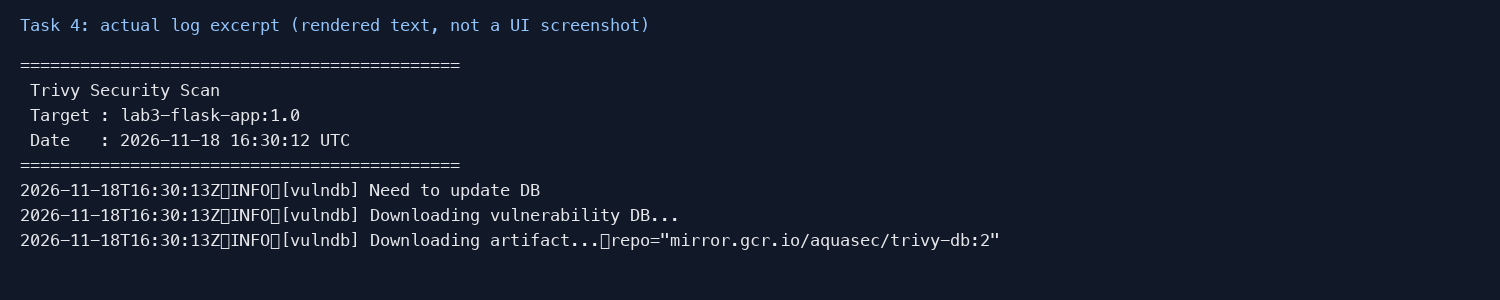 Task 4: actual log excerpt (rendered text, not a UI screenshot)
============================================
 Trivy Security Scan
 Target : lab3-flask-app:1.0
 Date   : 2026-11-18 16:30:12 UTC
============================================
2026-11-18T16:30:13Z▯INFO▯[vulndb] Need to update DB
2026-11-18T16:30:13Z▯INFO▯[vulndb] Downloading vulnerability DB...
2026-11-18T16:30:13Z▯INFO▯[vulndb] Downloading artifact...▯repo="mirror.gcr.io/aquasec/trivy-db:2"